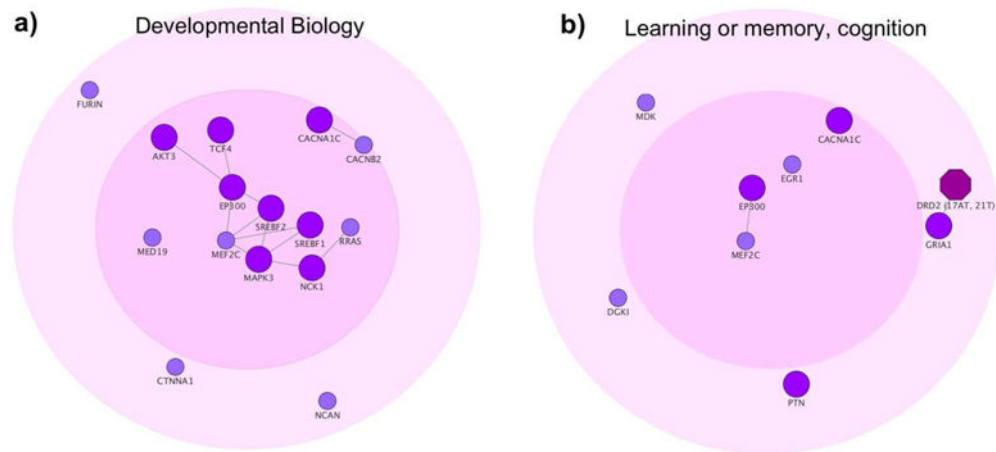 a) Developmental Biology
FURIN
AKT3
TCF4
CACNA1C
CACNB2
EP300
SREBF2
SREBF1
RRAS
MED19
MEF2C
MAPK3
NCK1
CTNNA1
NCAN
b) Learning or memory, cognition
MDK
CACNA1C
EGR1
EP300
DRD2 (j17AT, 21T)
GRIA1
MEF2C
DGKI
PTN